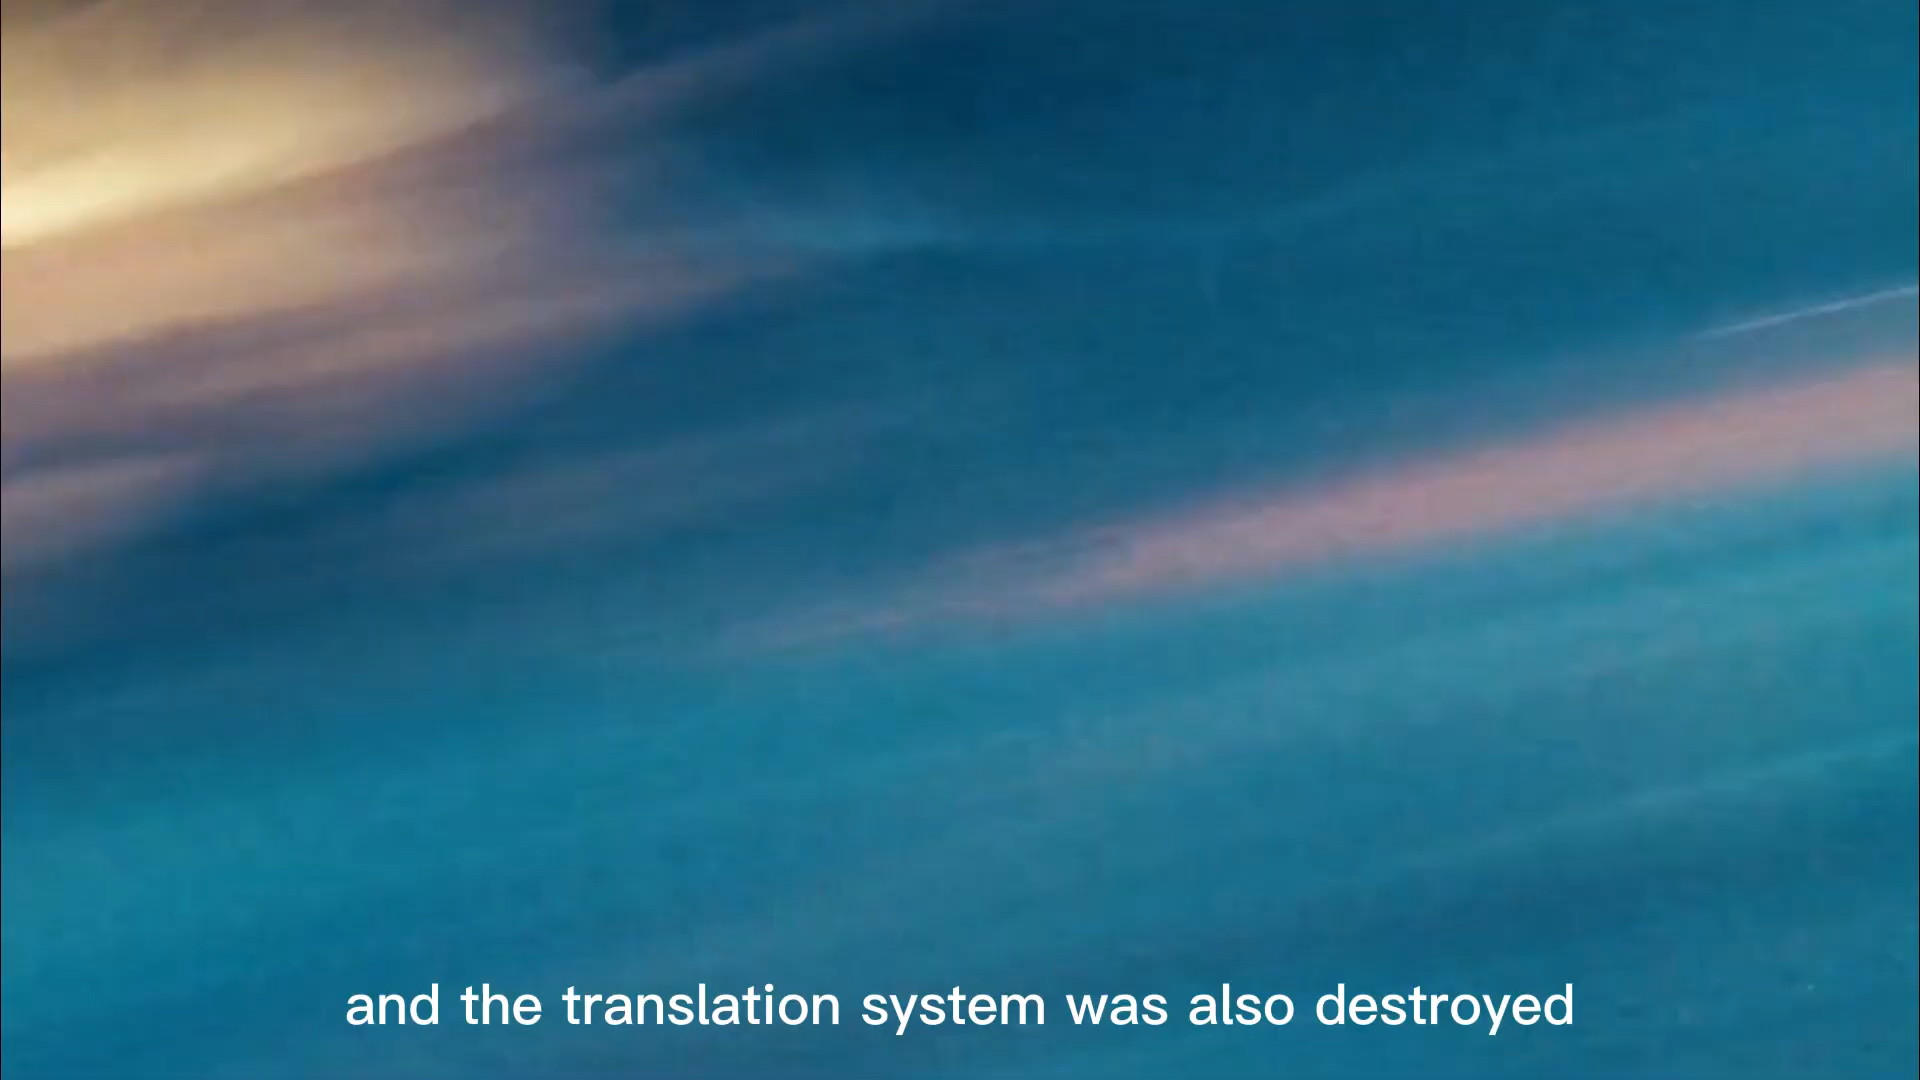 and the translation system was also destroyed